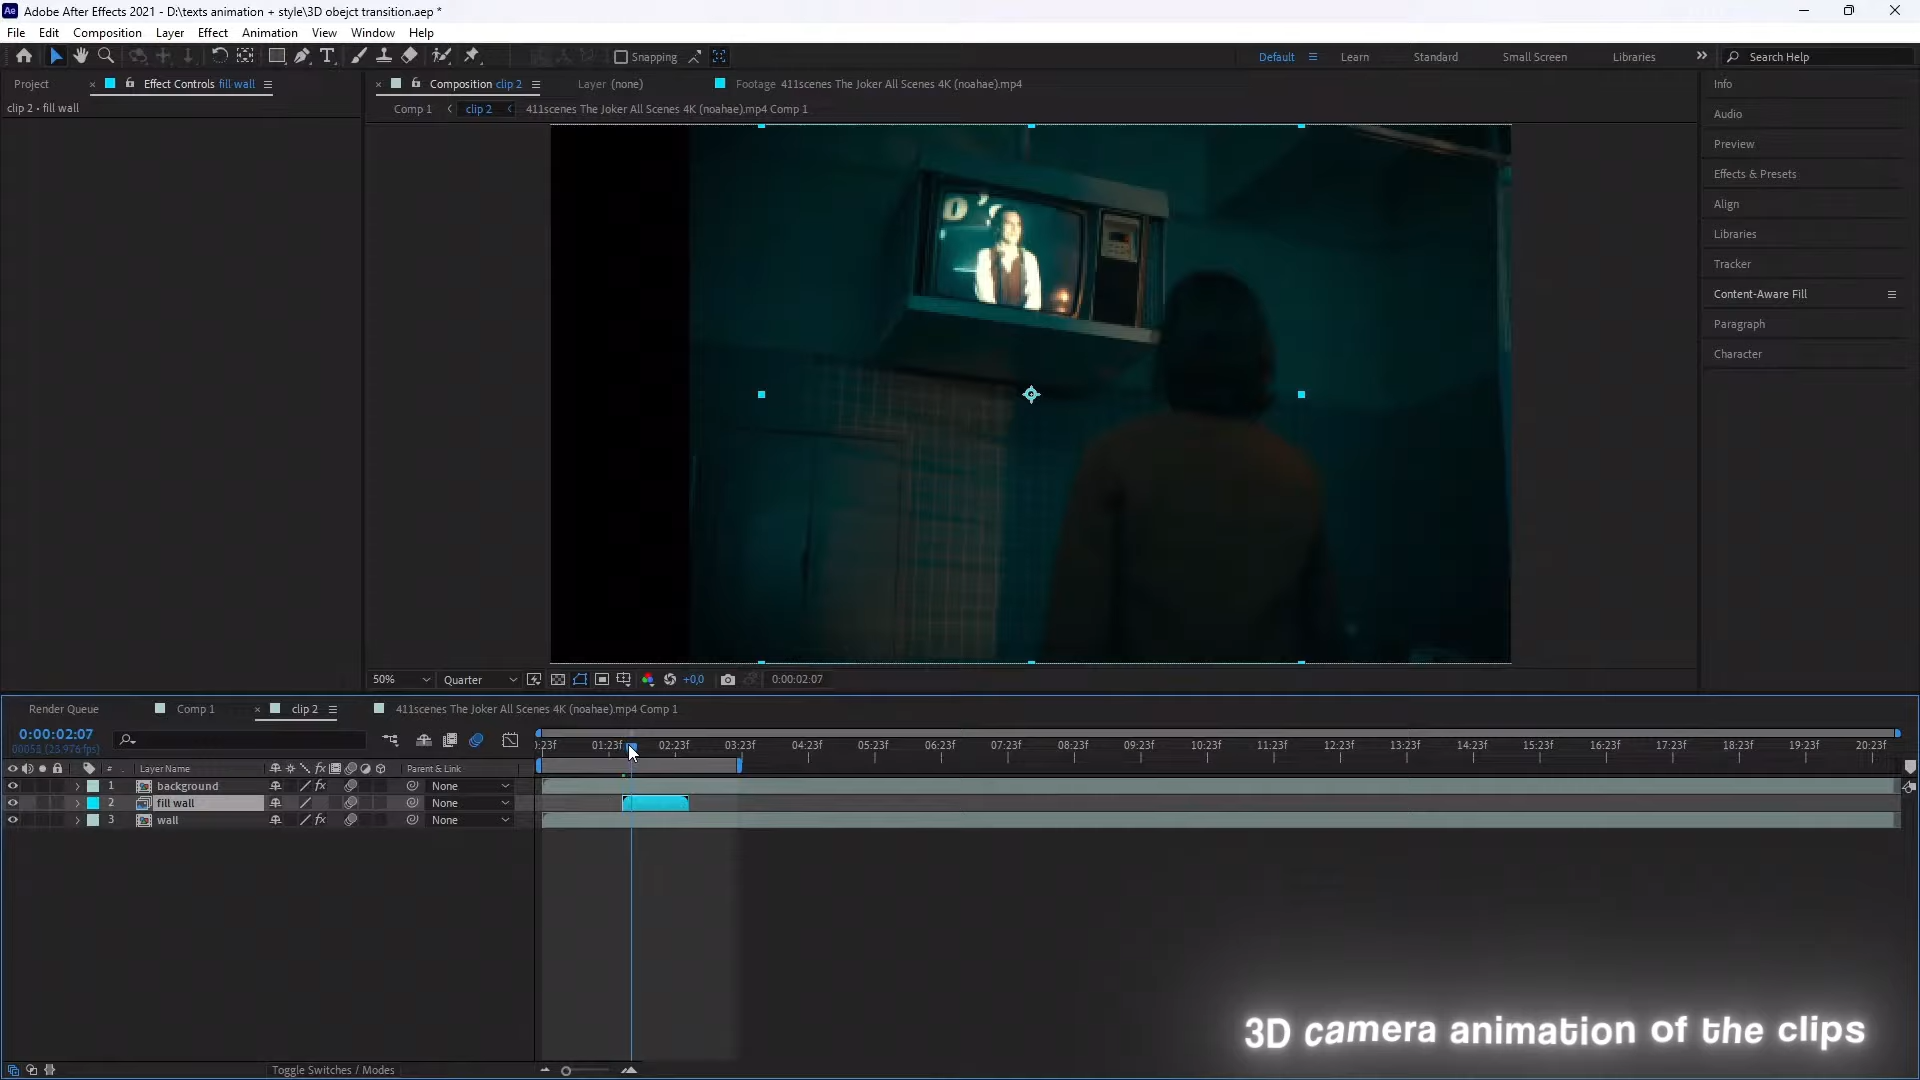 Adobe After Effects 2021 - D:\texts animation + style\3D obejct transition.aep *
File Edit Composition Layer Effect Animation View Window Help
Snapping Default Learn Standard Small Screen Libraries Search Help
Project Effect Controls fill wall Composition clip 2 Layer (none) Footage 411scenes The Joker All Scenes 4K (noahae).mp4 Info
clip 2 • fill wall Comp 1 clip 2 411scenes The Joker All Scenes 4K (noahae).mp4 Comp 1
Audio
Preview
Effects & Presets
Align
Libraries
Tracker
Content-Aware Fill
Paragraph
Character
D'S
50% Quarter +0,0 0:00:02:07
Render Queue Comp 1 clip 2 411scenes The Joker All Scenes 4K (noahae).mp4 Comp 1
0:00:02:07
00055 (23.976 fps)
:23f 01:23f 02:23f 03:23f 04:23f 05:23f 06:23f 07:23f 08:23f 09:23f 10:23f 11:23f 12:23f 13:23f 14:23f 15:23f 16:23f 17:23f 18:23f 19:23f 20:23f
# Layer Name fx Parent & Link
1 background fx None
2 fill wall None
3 wall fx None
3D camera animation of the clips
Toggle Switches / Modes